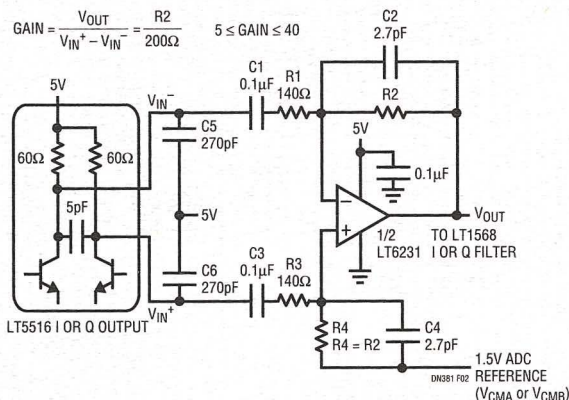 GAIN = VOUT / VIN+ − VIN− = R2 / 200Ω
5 ≤ GAIN ≤ 40
C2
2.7pF
5V
VIN−
C1
0.1µF
R1
140Ω
R2
60Ω
60Ω
C5
270pF
5V
0.1µF
5pF
5V
−
+
VOUT
1/2
LT6231
TO LT1568
I OR Q FILTER
C6
270pF
C3
0.1µF
R3
140Ω
LT5516 I OR Q OUTPUT
VIN+
R4
R4 = R2
C4
2.7pF
1.5V ADC
REFERENCE
(VCMA or VCMB)
DN381 F02